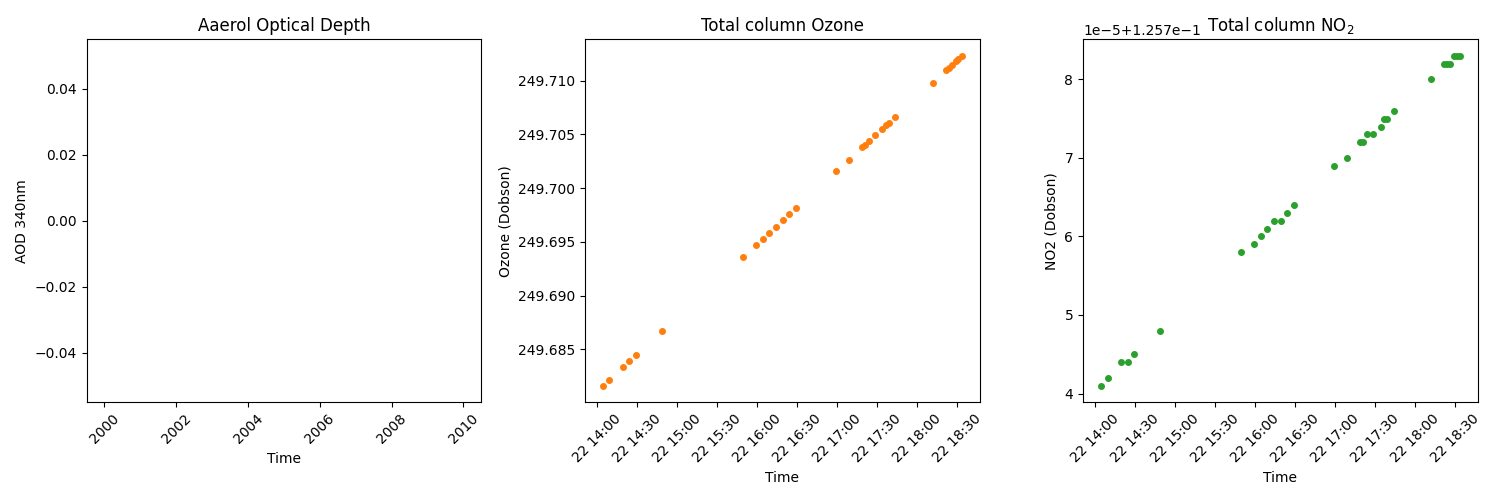 Aaerol Optical Depth
AOD 340nm
0.04
0.02
0.00
−0.02
−0.04
2000 2002 2004 2006 2008 2010
Time
Total column Ozone
Ozone (Dobson)
249.710
249.705
249.700
249.695
249.690
249.685
22 14:00 22 14:30 22 15:00 22 15:30 22 16:00 22 16:30 22 17:00 22 17:30 22 18:00 22 18:30
Time
Total column NO₂
1e−5+1.257e−1
NO2 (Dobson)
8
7
6
5
4
22 14:00 22 14:30 22 15:00 22 15:30 22 16:00 22 16:30 22 17:00 22 17:30 22 18:00 22 18:30
Time